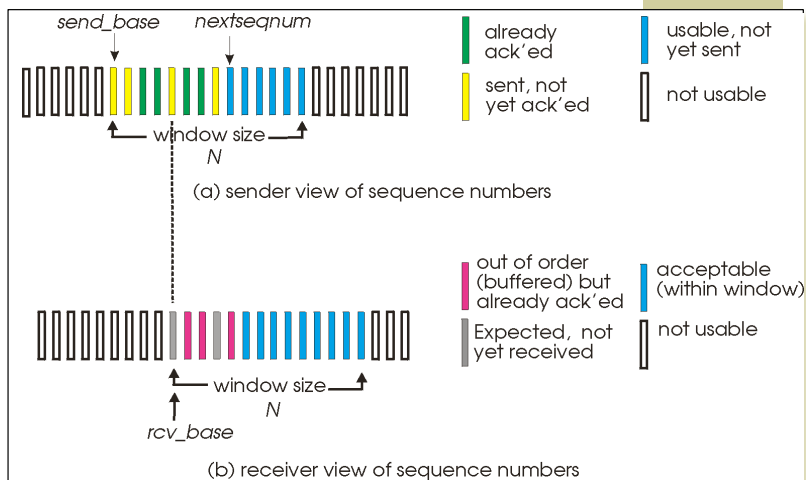 send_base
nextseqnum
already
ack'ed
usable, not
yet sent
sent, not
yet ack'ed
not usable
window size
N
(a) sender view of sequence numbers
out of order
(buffered) but
already ack'ed
acceptable
(within window)
Expected, not
yet received
not usable
window size
N
rcv_base
(b) receiver view of sequence numbers